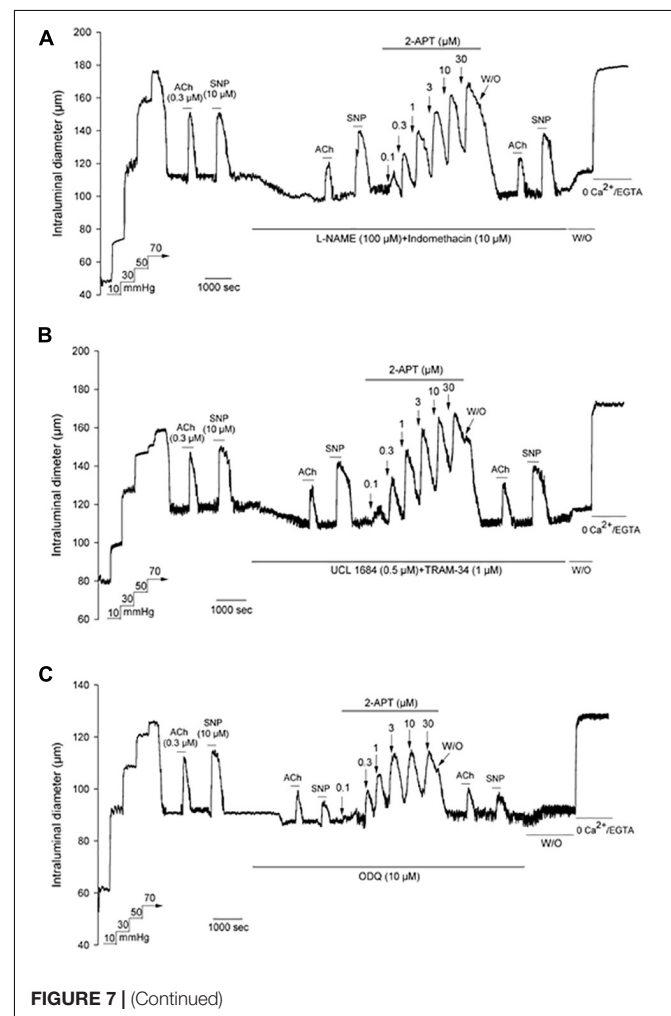 A
Intraluminal diameter (µm)
200
180
160
140
120
100
80
60
40
ACh
(0.3 µM)
SNP
(10 µM)
ACh
SNP
2-APT (µM)
0.1
0.3
1
3
10
30
W/O
ACh
SNP
0 Ca2+/EGTA
L-NAME (100 µM)+Indomethacin (10 µM)
W/O
10
30
50
70
mmHg
1000 sec
B
Intraluminal dimeter (µm)
200
180
160
140
120
100
80
60
ACh
(0.3 µM)
SNP
(10 µM)
ACh
SNP
2-APT (µM)
0.1
0.3
1
3
10
30
W/O
ACh
SNP
0 Ca2+/EGTA
UCL 1684 (0.5 µM)+TRAM-34 (1 µM)
W/O
10
30
50
70
mmHg
1000 sec
C
Intraluminal diameter (µm)
140
120
100
80
60
40
ACh
(0.3 µM)
SNP
(10 µM)
ACh
SNP
2-APT (µM)
0.1
0.3
1
3
10
30
W/O
ACh
SNP
0 Ca2+/EGTA
W/O
ODQ (10 µM)
10
30
50
70
mmHg
1000 sec
FIGURE 7 | (Continued)